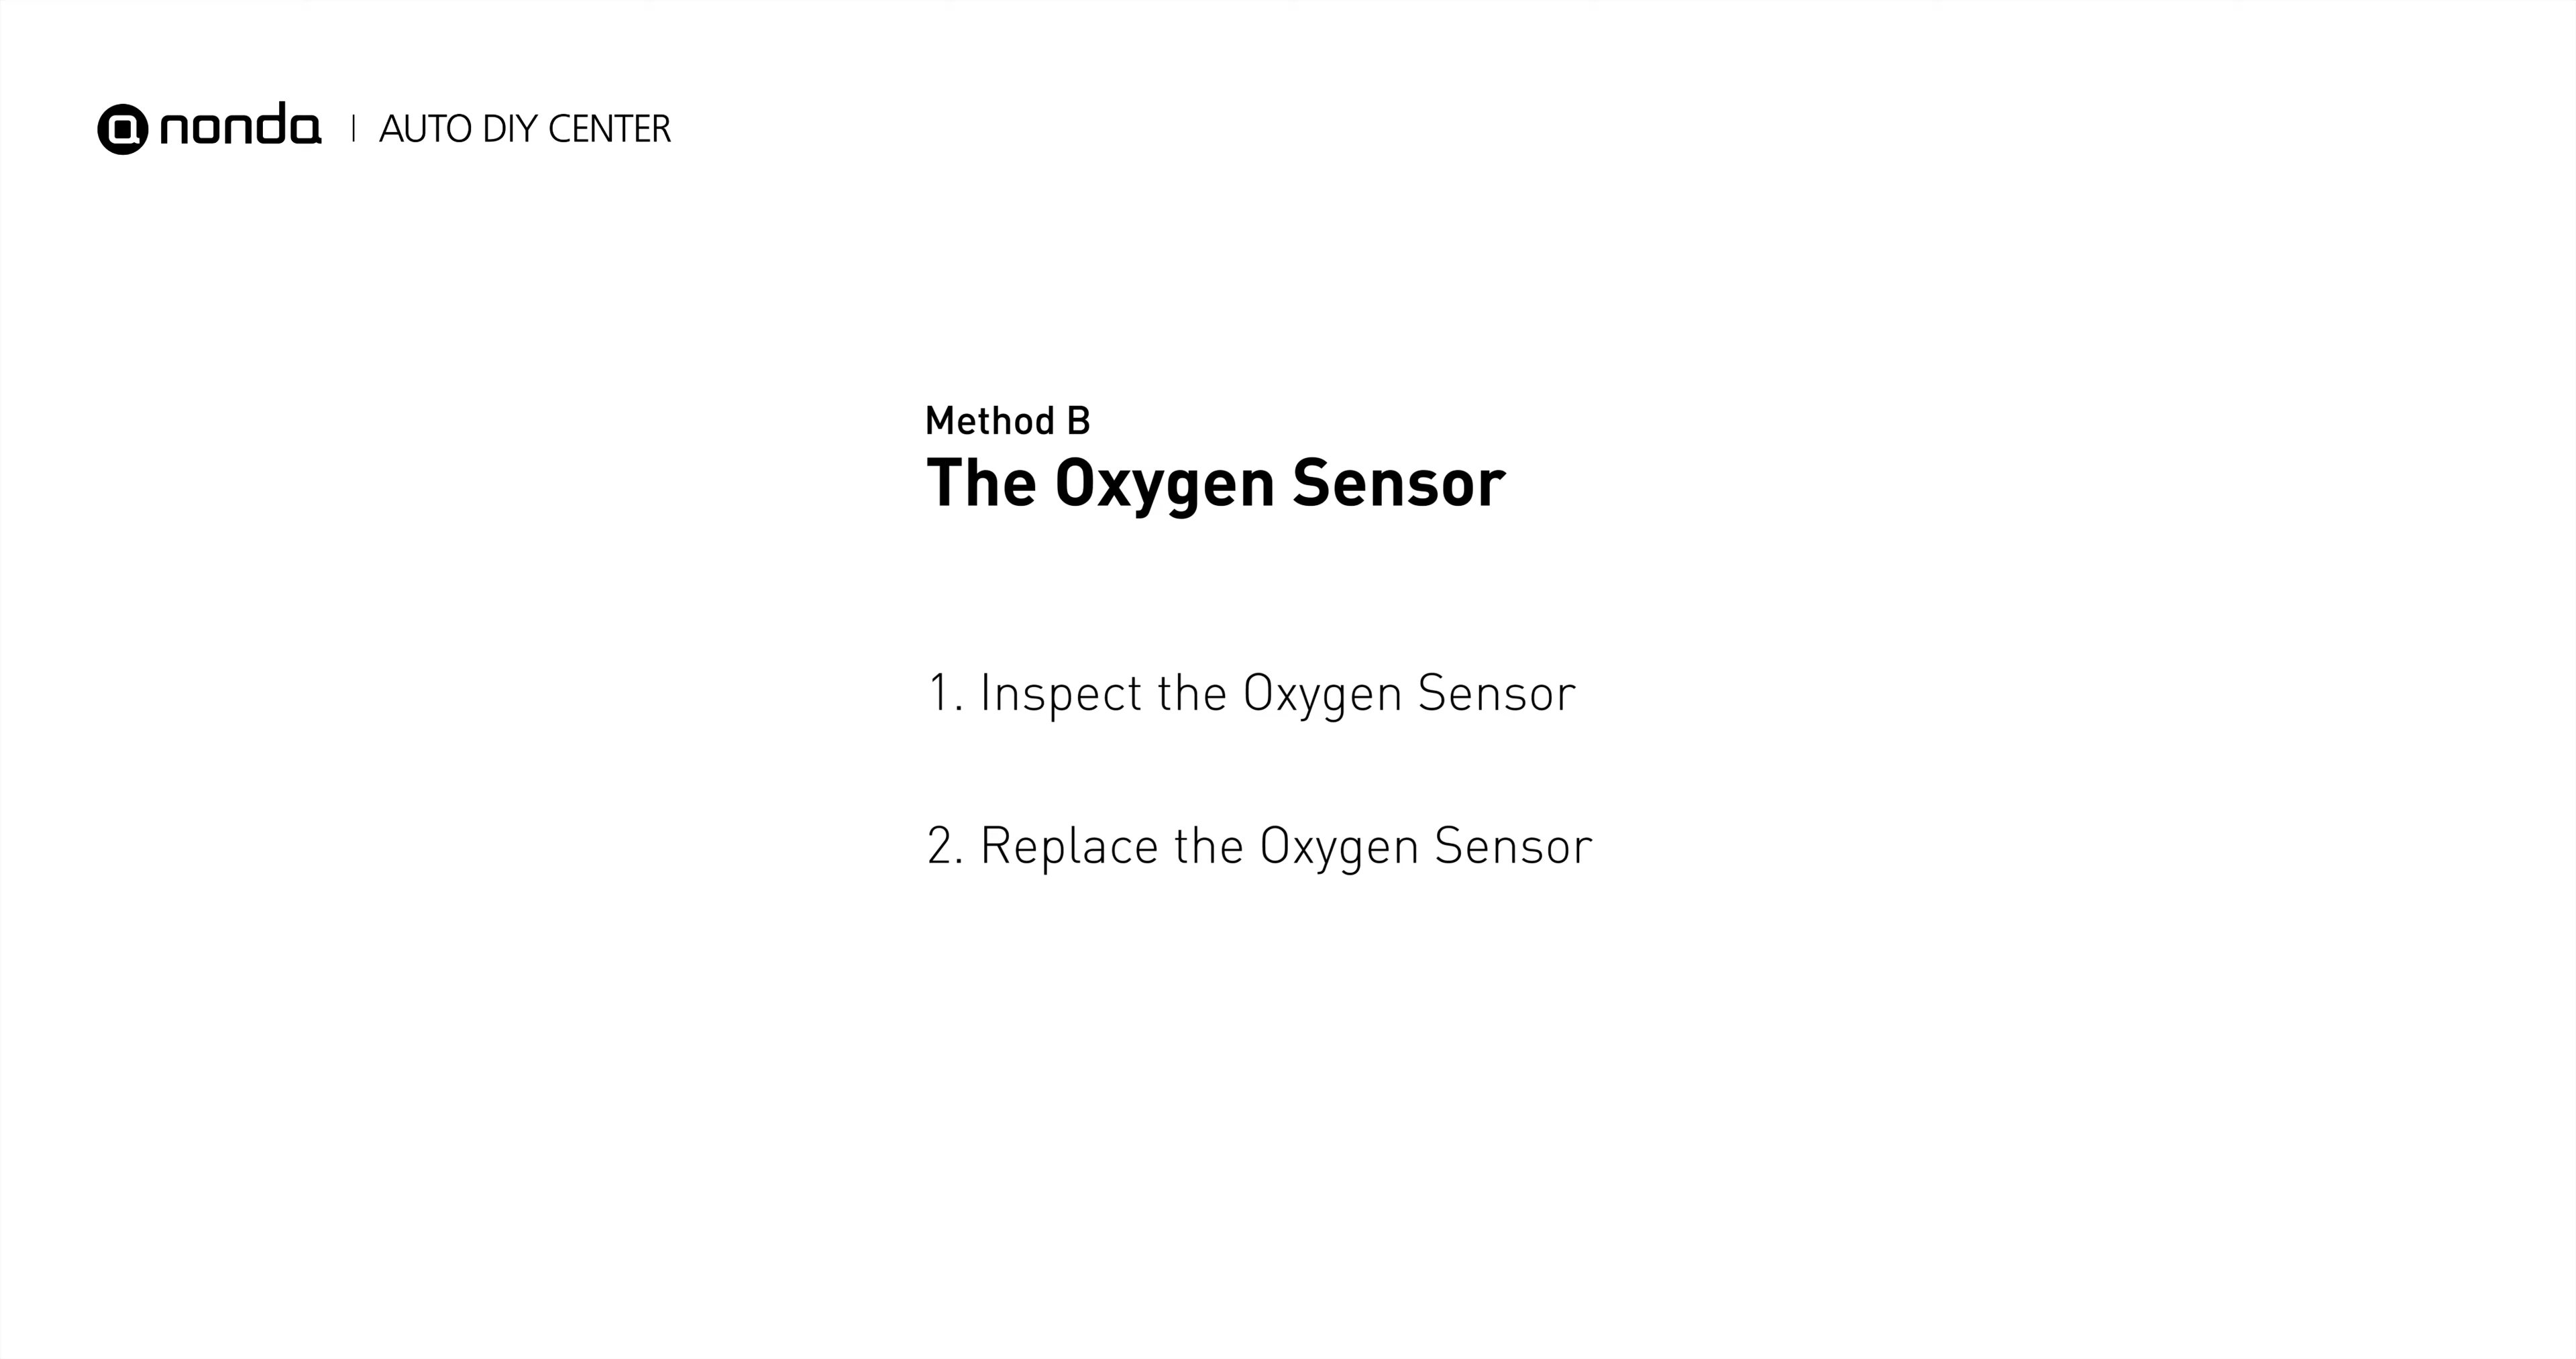 nonda | AUTO DIY CENTER
Method B
The Oxygen Sensor
1. Inspect the Oxygen Sensor
2. Replace the Oxygen Sensor